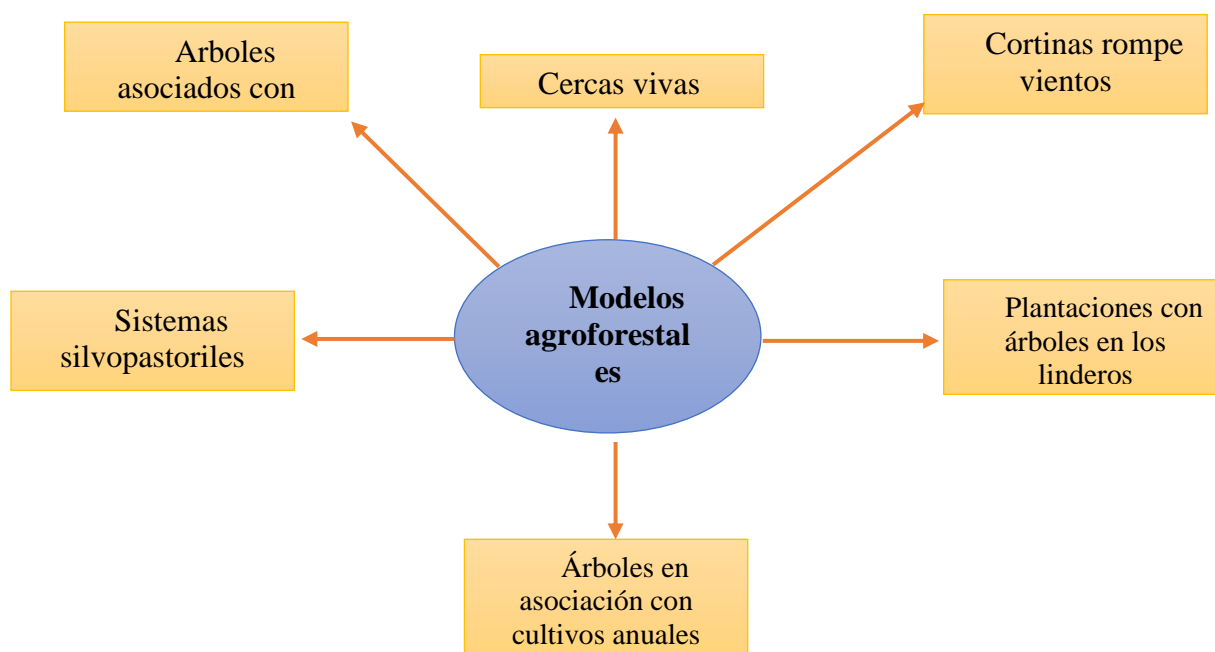 Arboles
asociados con
Cercas vivas
Cortinas rompe
vientos
Sistemas
silvopastoriles
Modelos
agroforestal
es
Plantaciones con
árboles en los
linderos
Árboles en
asociación con
cultivos anuales